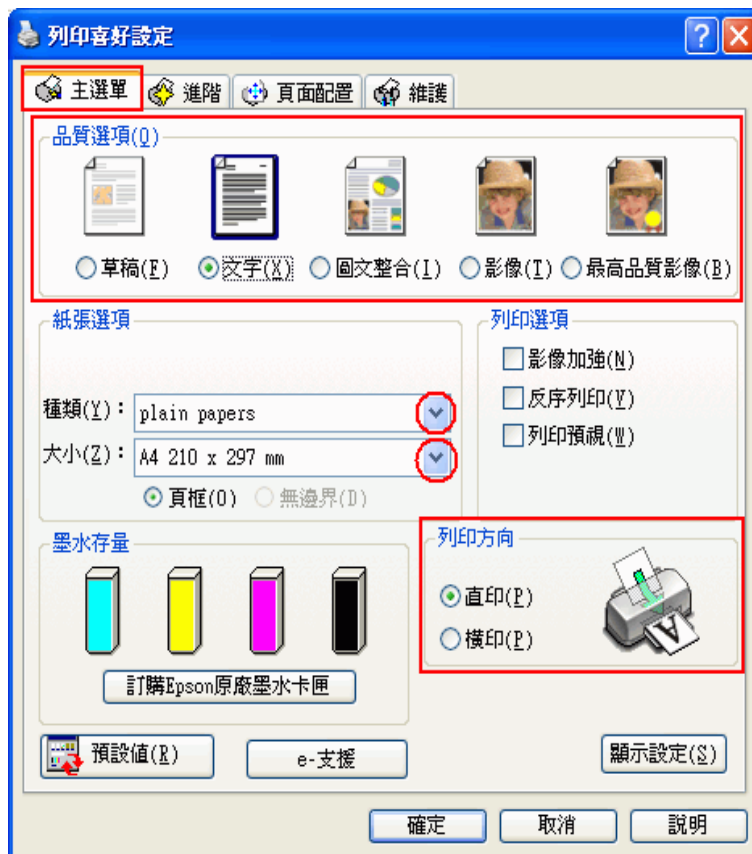 列印喜好設定
主選單 進階 頁面配置 維護
品質選項(Q)
草稿(F) 文字(X) 圖文整合(I) 影像(T) 最高品質影像(B)
紙張選項
種類(Y): plain papers
大小(Z): A4 210 x 297 mm
頁框(O) 無邊界(D)
列印選項
影像加強(N)
反序列印(V)
列印預視(W)
墨水存量
訂購Epson原廠墨水卡匣
列印方向
直印(P)
橫印(P)
A
預設值(R) e-支援 顯示設定(S)
確定 取消 說明